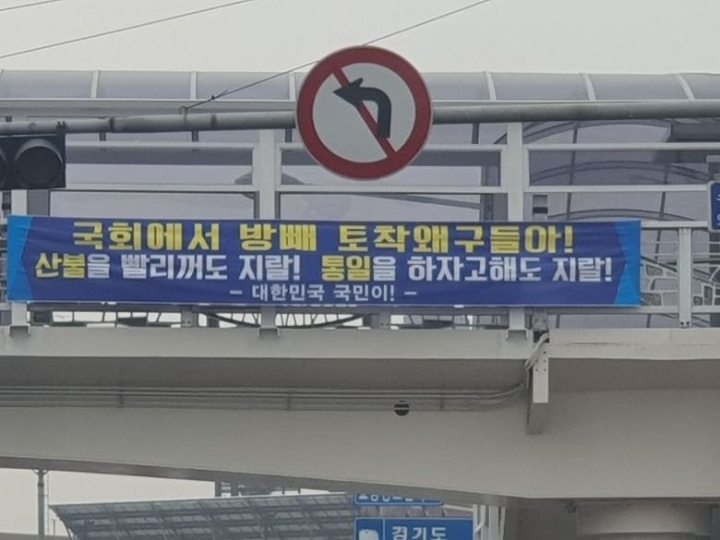 국회에서 방빼 토착왜구들아!
산불을 빨리꺼도 지랄! 통일을 하자고해도 지랄!
- 대한민국 국민이! -
경기도